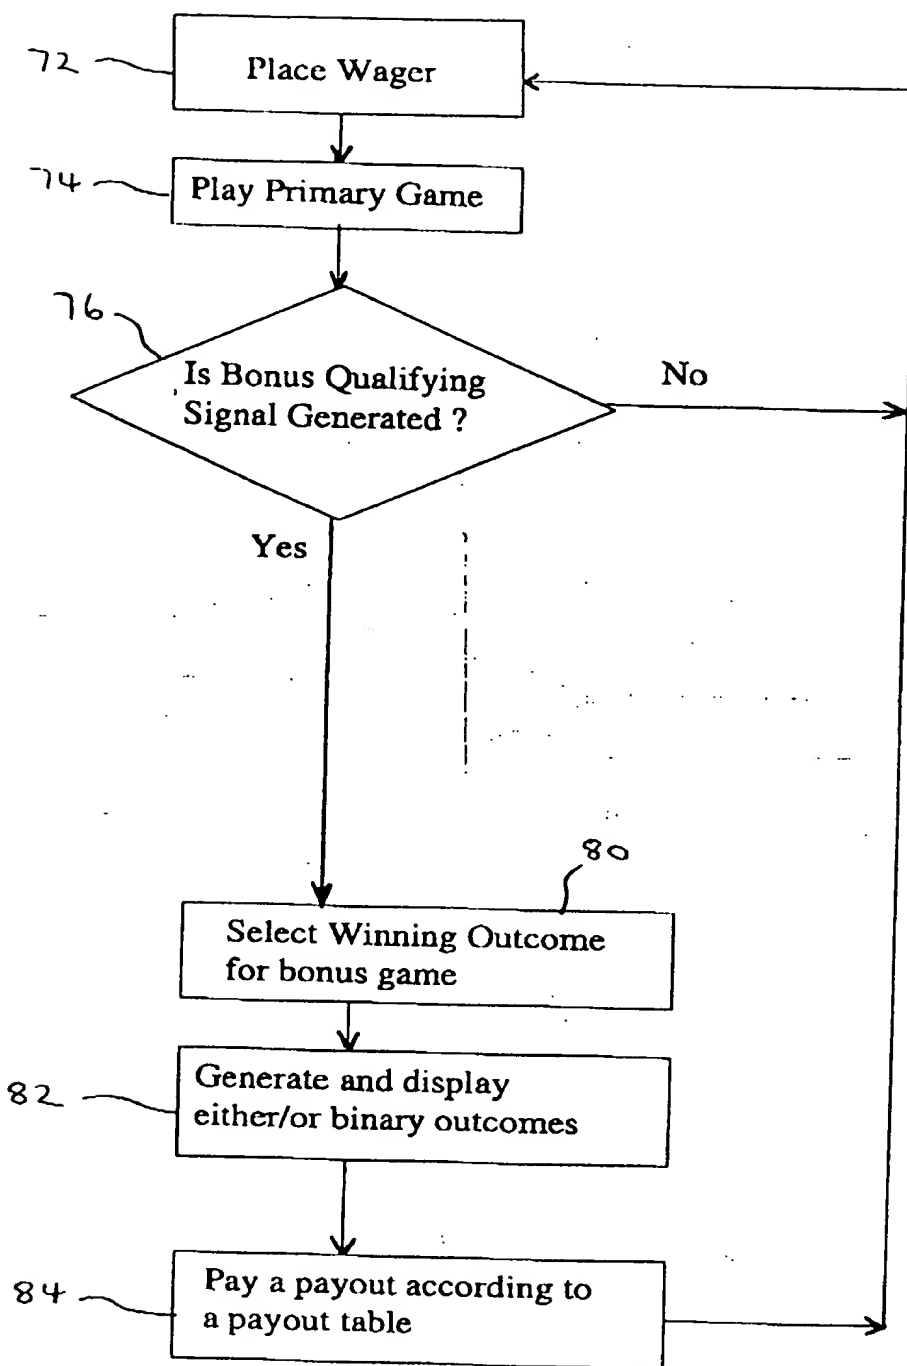 72
Place Wager
74
Play Primary Game
76
Is Bonus Qualifying
Signal Generated ?
No
Yes
80
Select Winning Outcome
for bonus game
82
Generate and display
either/or binary outcomes
84
Pay a payout according to
a payout table